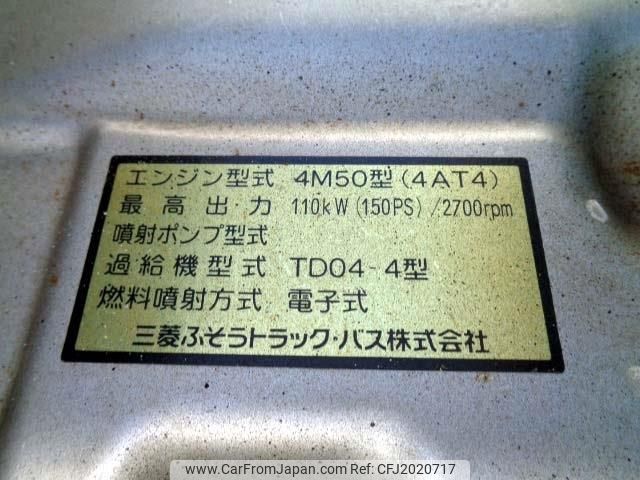 エンジン型式 4M50型(4AT4)
最高出力 110kW(150PS)/2700rpm
噴射ポンプ型式
過給機型式 TD04-4型
燃料噴射方式 電子式
三菱ふそうトラック・バス株式会社
www.CarFromJapan.com | Car No: CFJ2020717